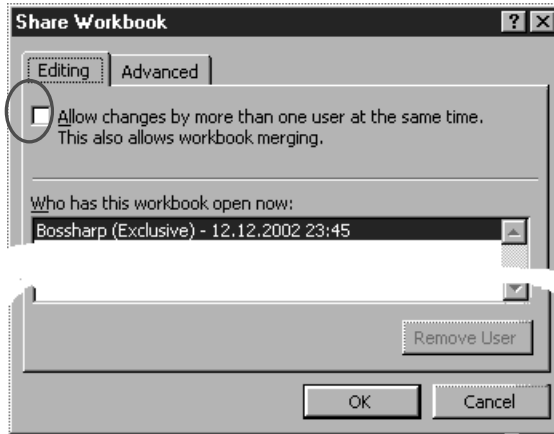 Share Workbook
Editing Advanced
Allow changes by more than one user at the same time.
This also allows workbook merging.
Who has this workbook open now:
Bossharp (Exclusive) - 12.12.2002 23:45
Remove User
OK Cancel